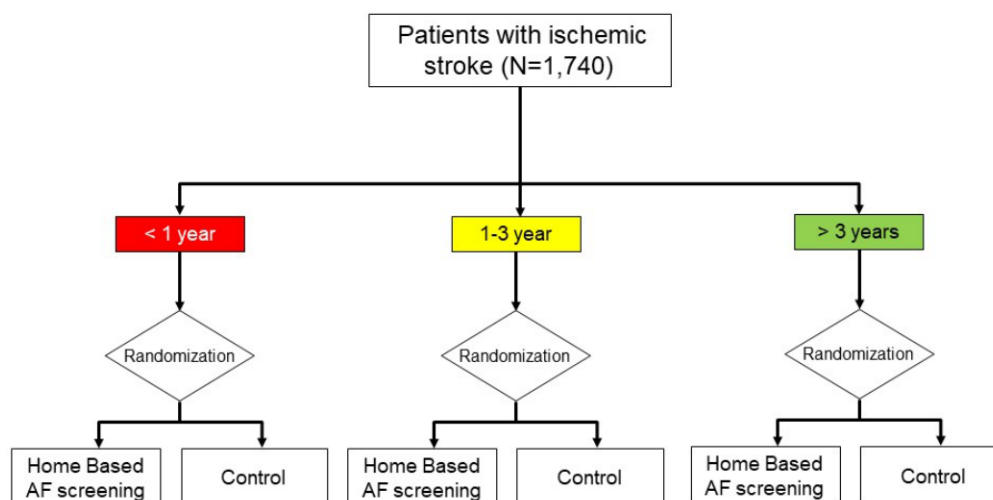 Patients with ischemic
stroke (N=1,740)
< 1 year
1-3 year
> 3 years
Randomization
Randomization
Randomization
Home Based
AF screening
Control
Home Based
AF screening
Control
Home Based
AF screening
Control